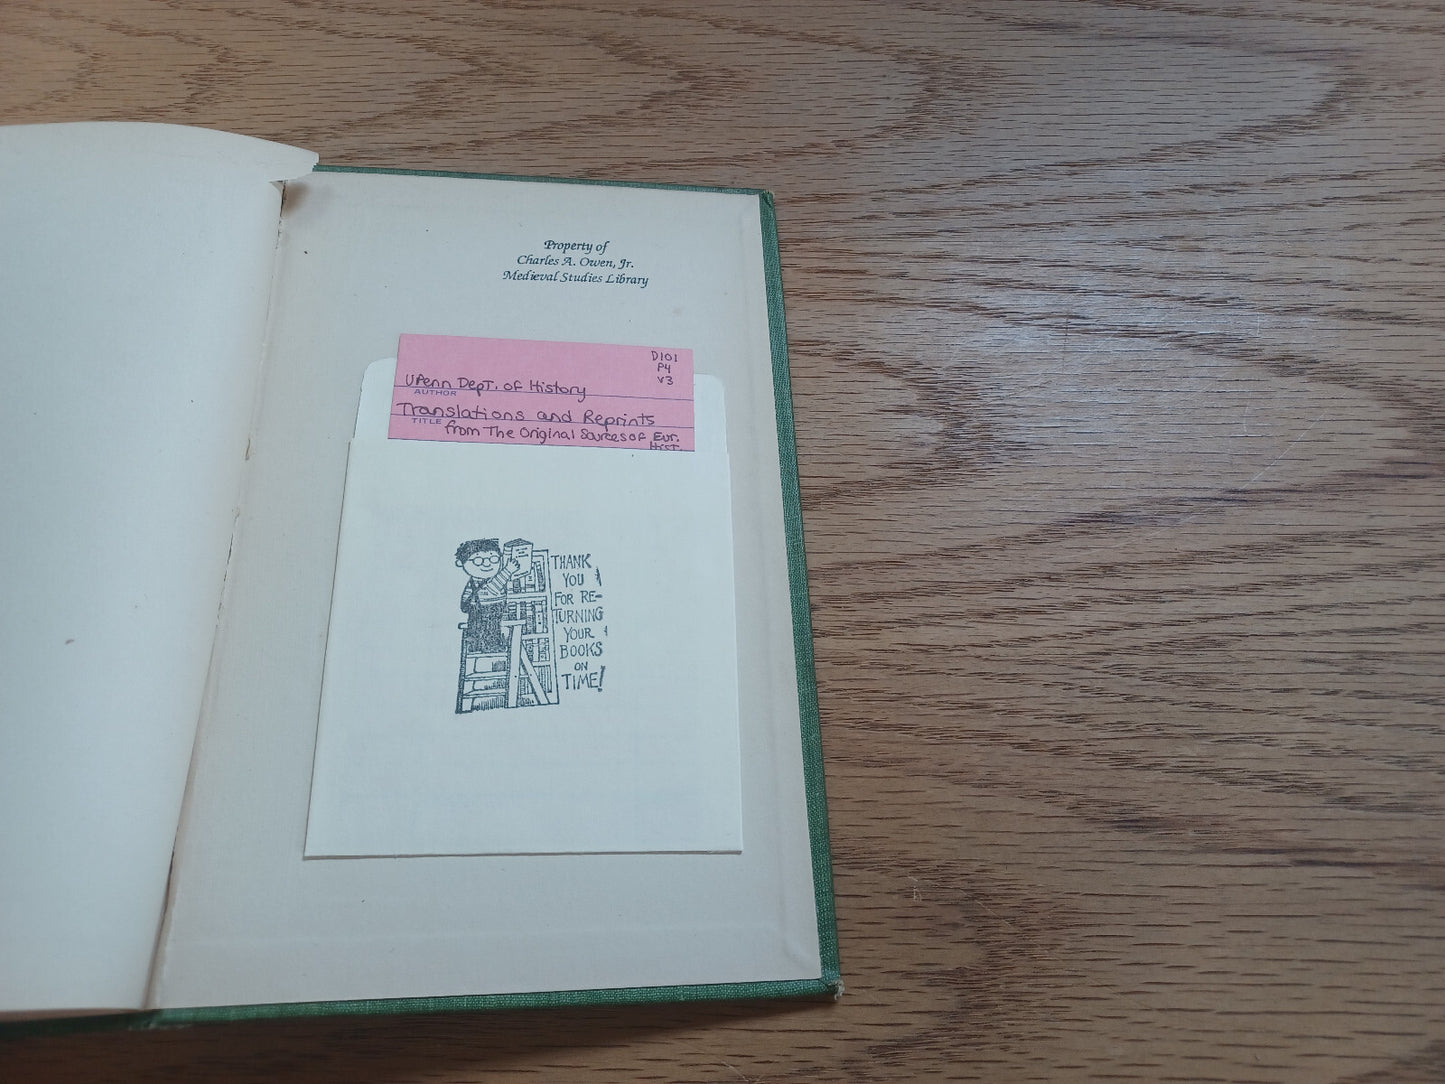 Property of
Charles A. Owen, Jr.
Medieval Studies Library
D101
P4
V3
UPenn Dept. of History
AUTHOR
Translations and Reprints
TITLE from The Original Sources of Eur.
Hist.
THANK
YOU
FOR RE-
TURNING
YOUR
BOOKS
ON
TIME!